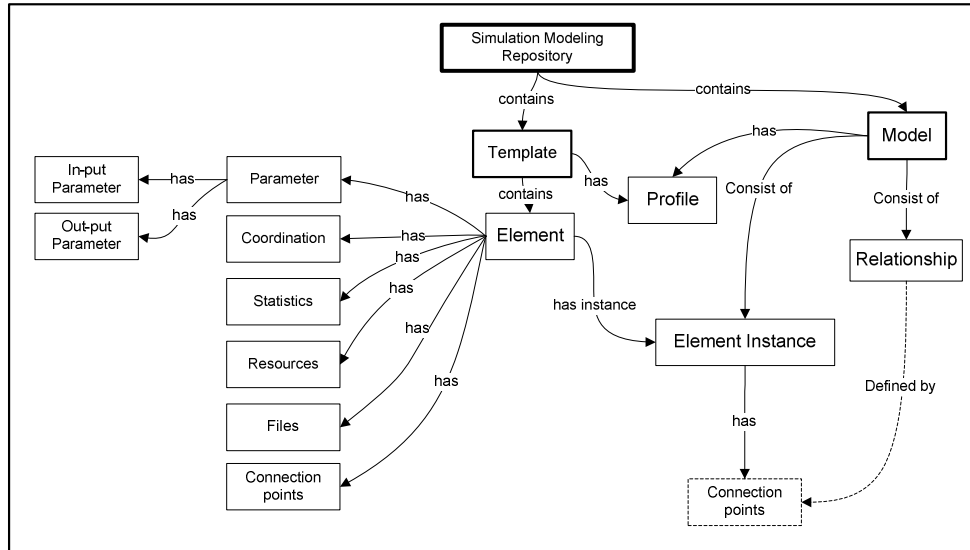 Simulation Modeling
Repository
contains
contains
Model
has
Template
has
contains
Profile
Consist of
Consist of
In-put
Parameter
has
Parameter
has
Out-put
Parameter
has
Coordination
has
Element
Relationship
has
Statistics
has
has instance
Resources
has
Element Instance
has
Defined by
Files
has
Connection
points
Connection
points